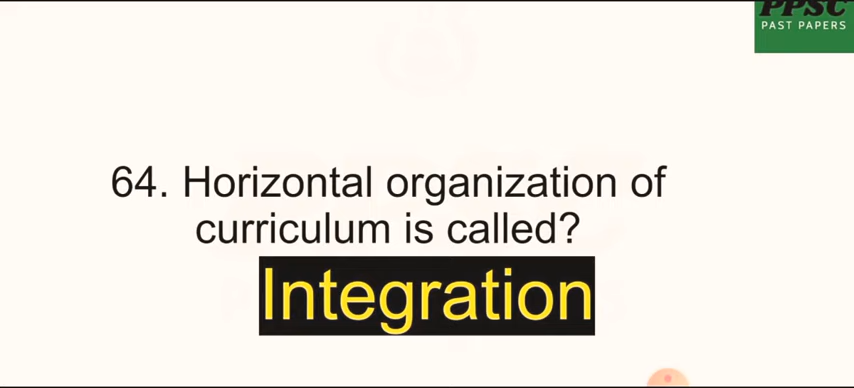 PPSC
PAST PAPERS
64. Horizontal organization of
curriculum is called?
Integration